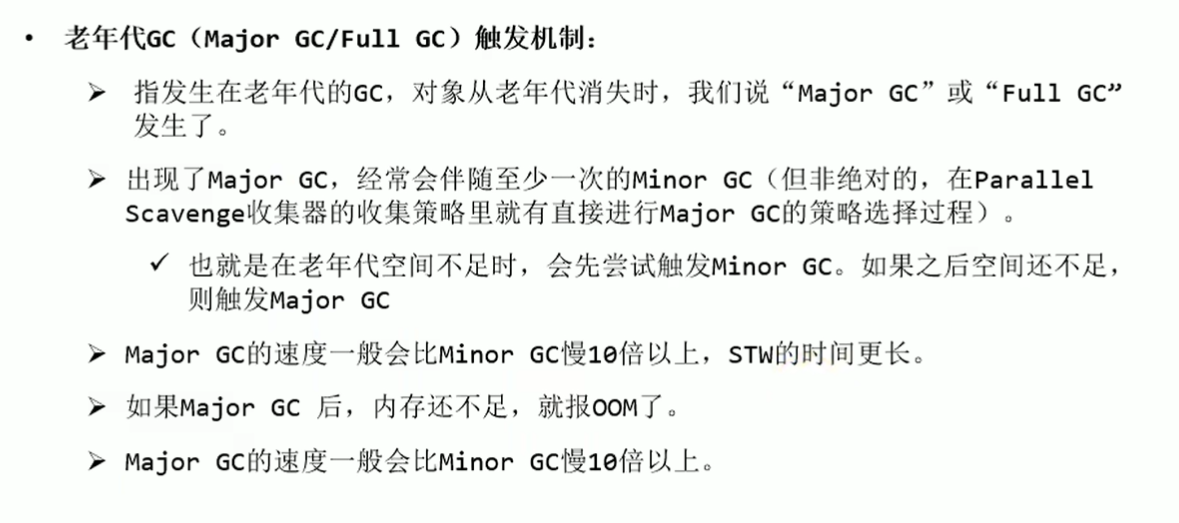 • 老年代GC（Major GC/Full GC）触发机制：
➢ 指发生在老年代的GC，对象从老年代消失时，我们说“Major GC”或“Full GC”
发生了。
➢ 出现了Major GC，经常会伴随至少一次的Minor GC（但非绝对的，在Parallel
Scavenge收集器的收集策略里就有直接进行Major GC的策略选择过程）。
✓ 也就是在老年代空间不足时，会先尝试触发Minor GC。如果之后空间还不足，
则触发Major GC
➢ Major GC的速度一般会比Minor GC慢10倍以上，STW的时间更长。
➢ 如果Major GC 后，内存还不足，就报OOM了。
➢ Major GC的速度一般会比Minor GC慢10倍以上。